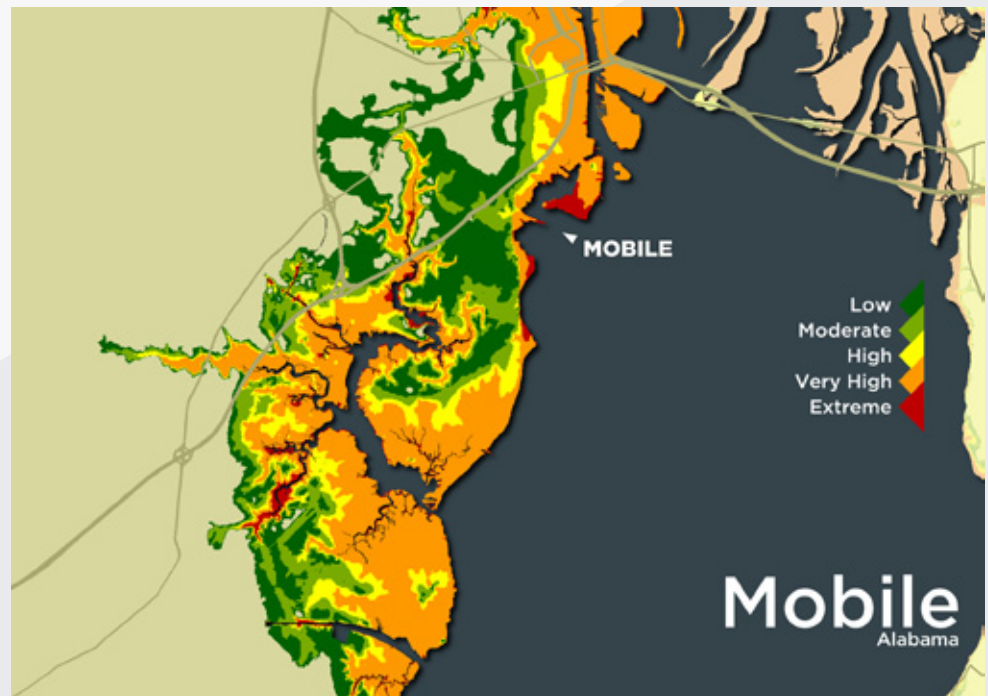 MOBILE
Low
Moderate
High
Very High
Extreme
Mobile
Alabama